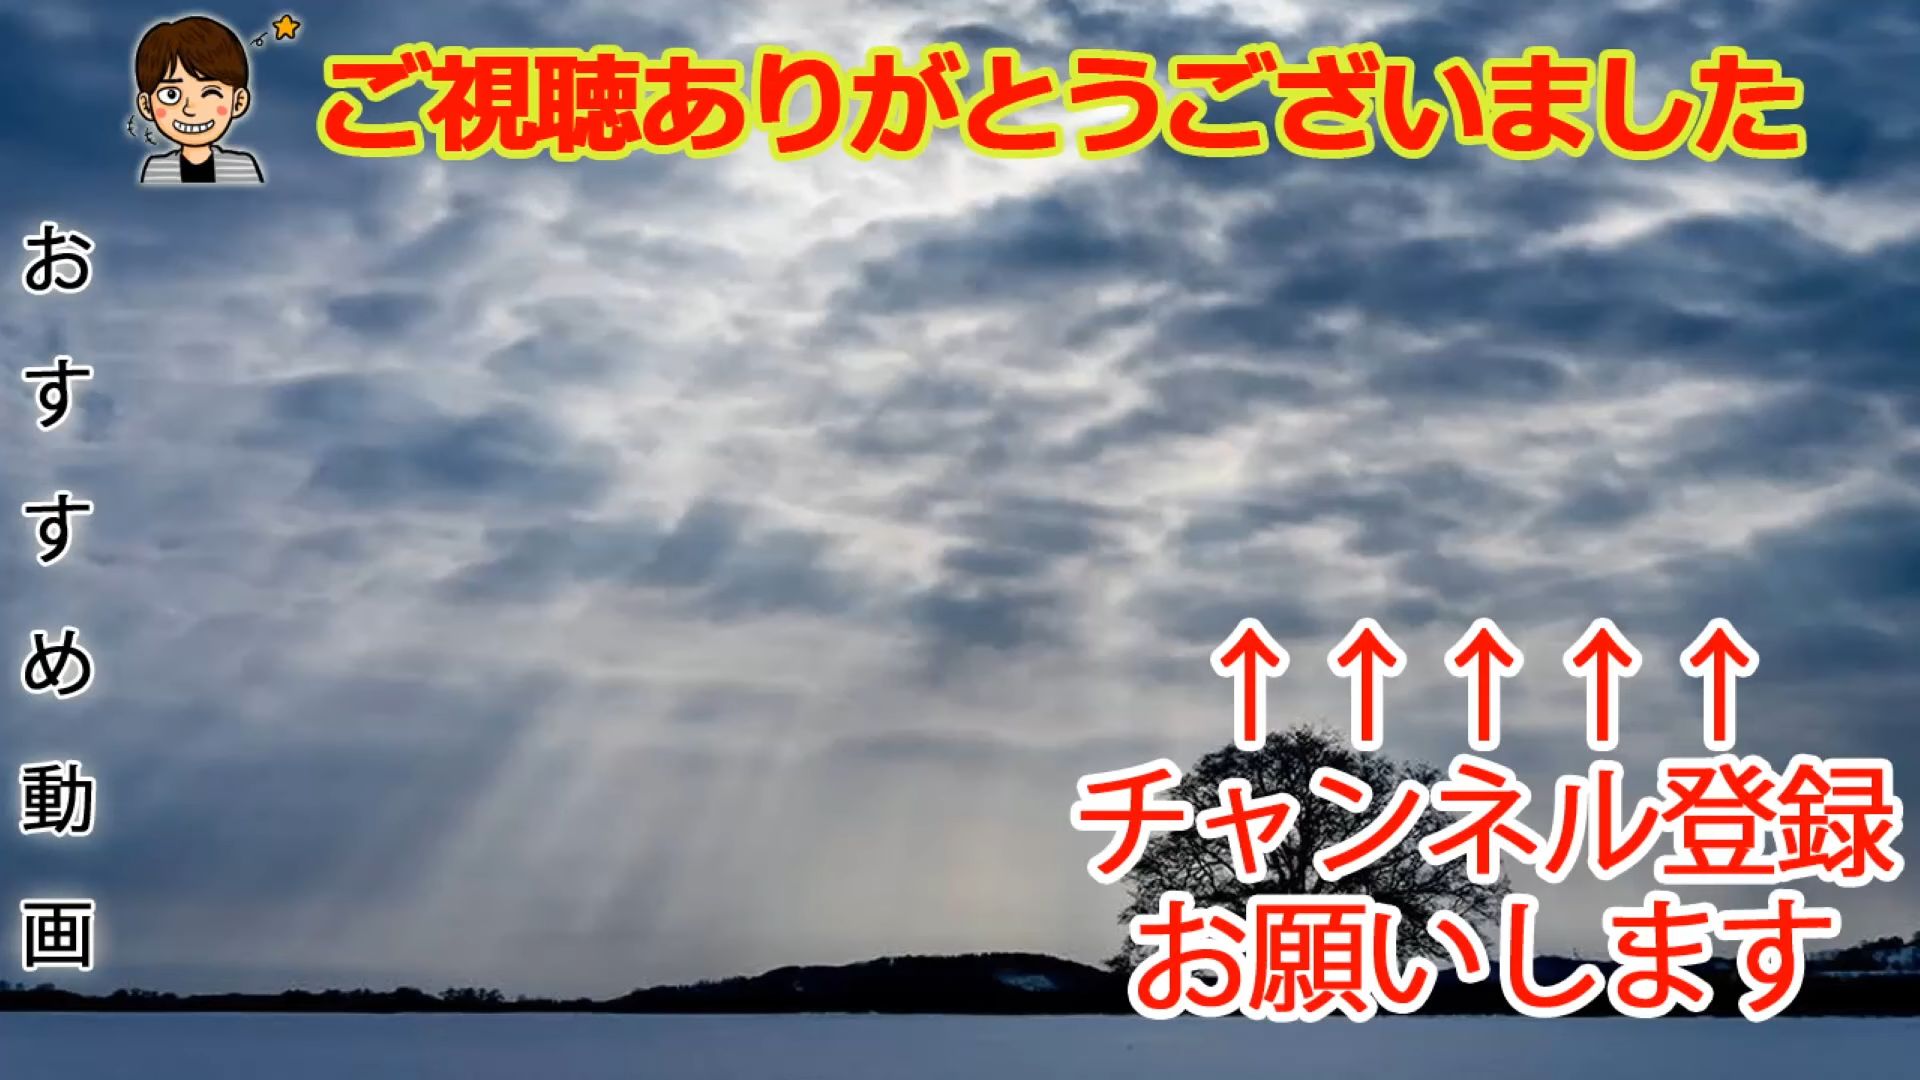 ご視聴ありがとうございました
おすすめ動画
↑↑↑↑↑
チャンネル登録
お願いします